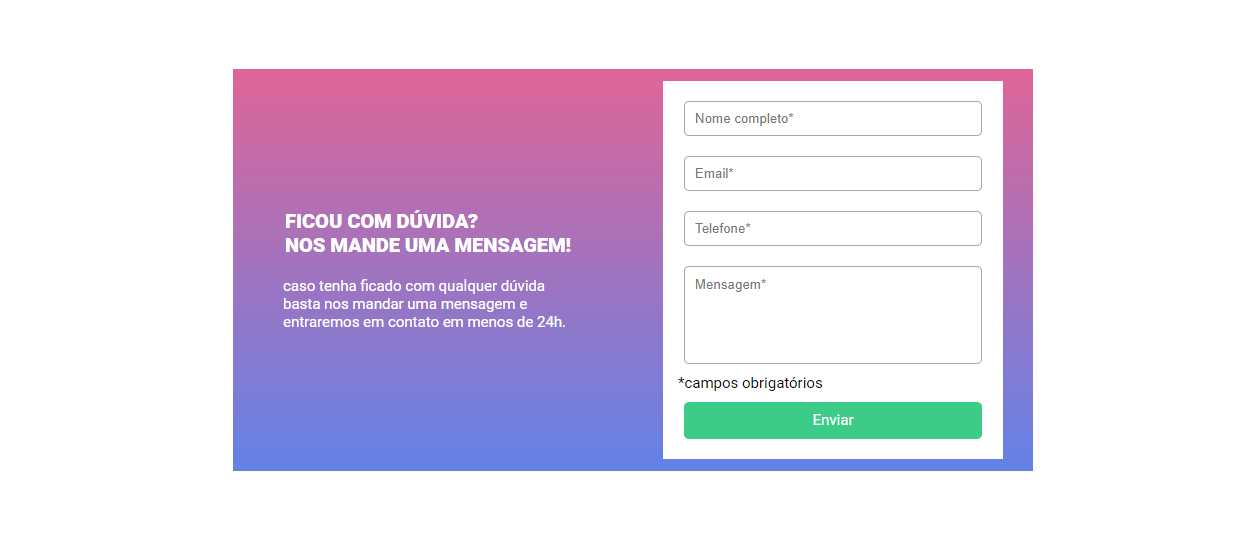 FICOU COM DÚVIDA?
NOS MANDE UMA MENSAGEM!
caso tenha ficado com qualquer dúvida
basta nos mandar uma mensagem e
entraremos em contato em menos de 24h.
Nome completo*
Email*
Telefone*
Mensagem*
*campos obrigatórios
Enviar